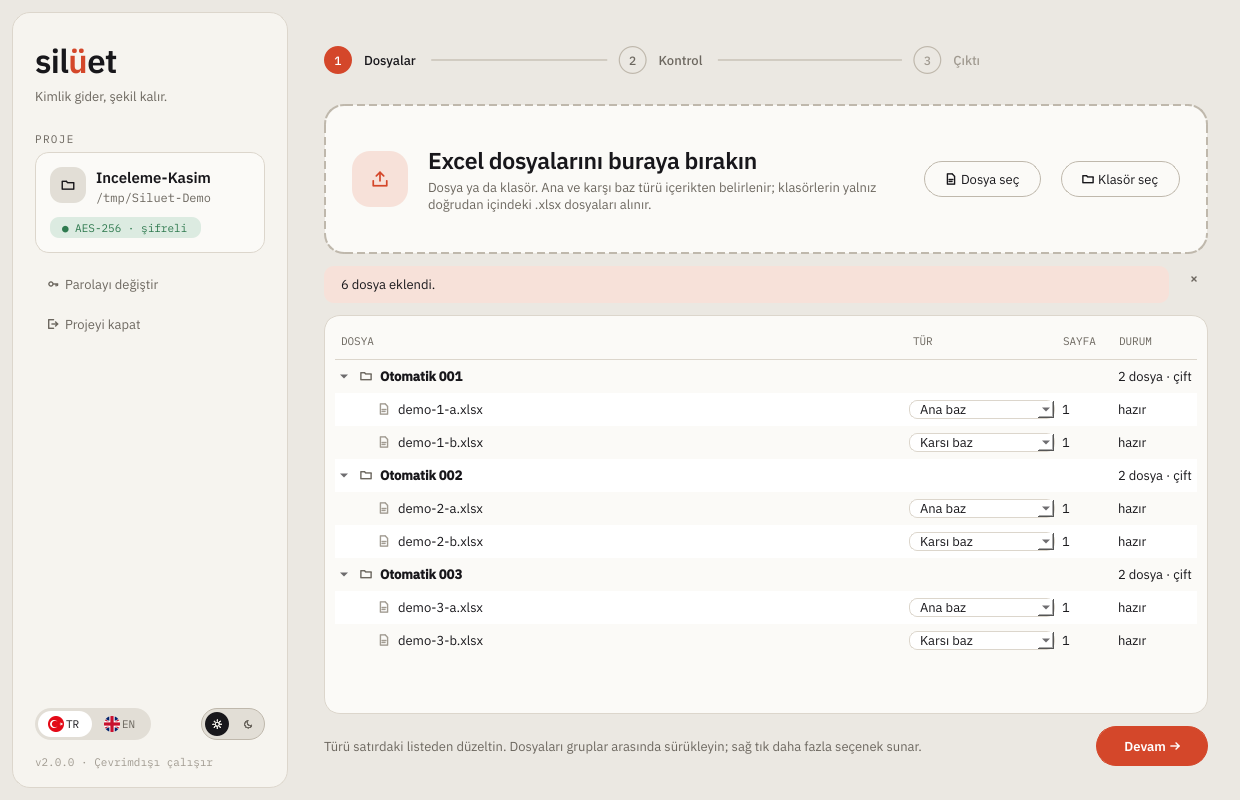 silüet
Kimlik gider, şekil kalır.
PROJE
Inceleme-Kasim
/tmp/Siluet-Demo
● AES-256 · şifreli
Parolayı değiştir
Projeyi kapat
TR EN
v2.0.0 · Çevrimdışı çalışır
1 Dosyalar 2 Kontrol 3 Çıktı
Excel dosyalarını buraya bırakın
Dosya ya da klasör. Ana ve karşı baz türü içerikten belirlenir; klasörlerin yalnız
doğrudan içindeki .xlsx dosyaları alınır.
Dosya seç Klasör seç
6 dosya eklendi. ×
DOSYA TÜR SAYFA DURUM
Otomatik 001 2 dosya · çift
demo-1-a.xlsx Ana baz 1 hazır
demo-1-b.xlsx Karsı baz 1 hazır
Otomatik 002 2 dosya · çift
demo-2-a.xlsx Ana baz 1 hazır
demo-2-b.xlsx Karsı baz 1 hazır
Otomatik 003 2 dosya · çift
demo-3-a.xlsx Ana baz 1 hazır
demo-3-b.xlsx Karsı baz 1 hazır
Türü satırdaki listeden düzeltin. Dosyaları gruplar arasında sürükleyin; sağ tık daha fazla seçenek sunar.
Devam →